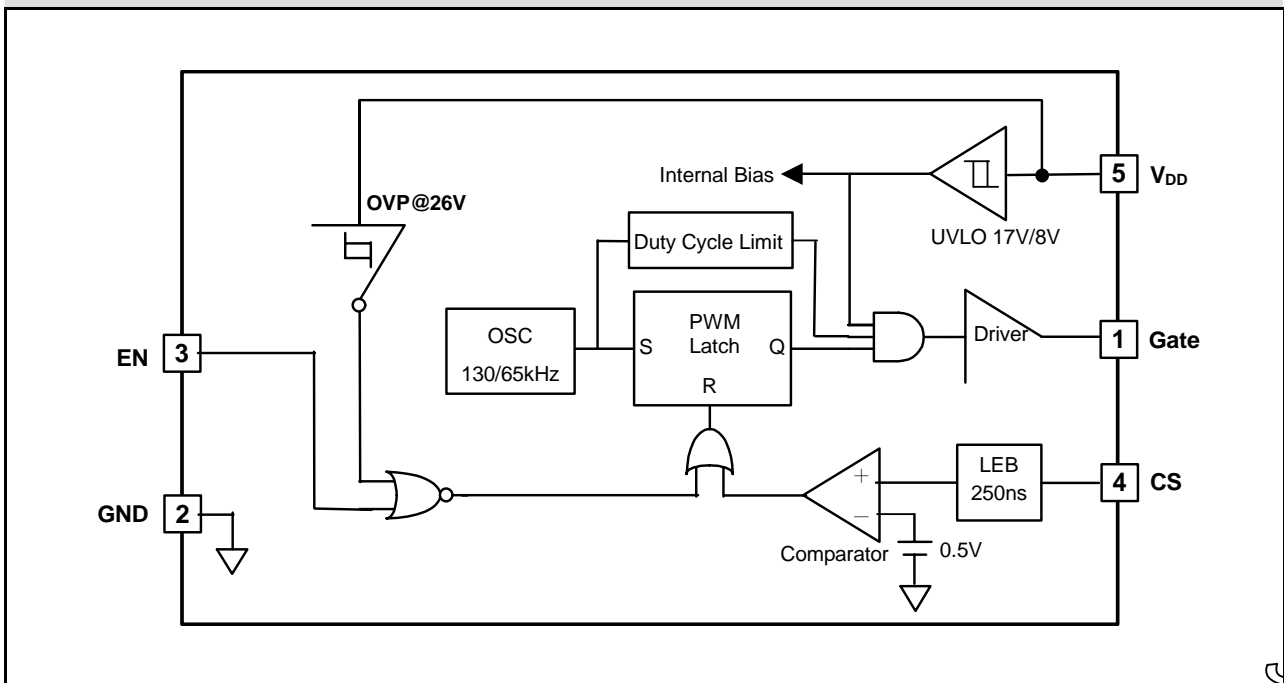 Internal Bias
5
VDD
OVP@26V
UVLO 17V/8V
Duty Cycle Limit
OSC
130/65kHz
PWM
Latch
S
Q
R
Driver
1
Gate
EN
3
LEB
250ns
4
CS
+
−
GND
2
Comparator
0.5V